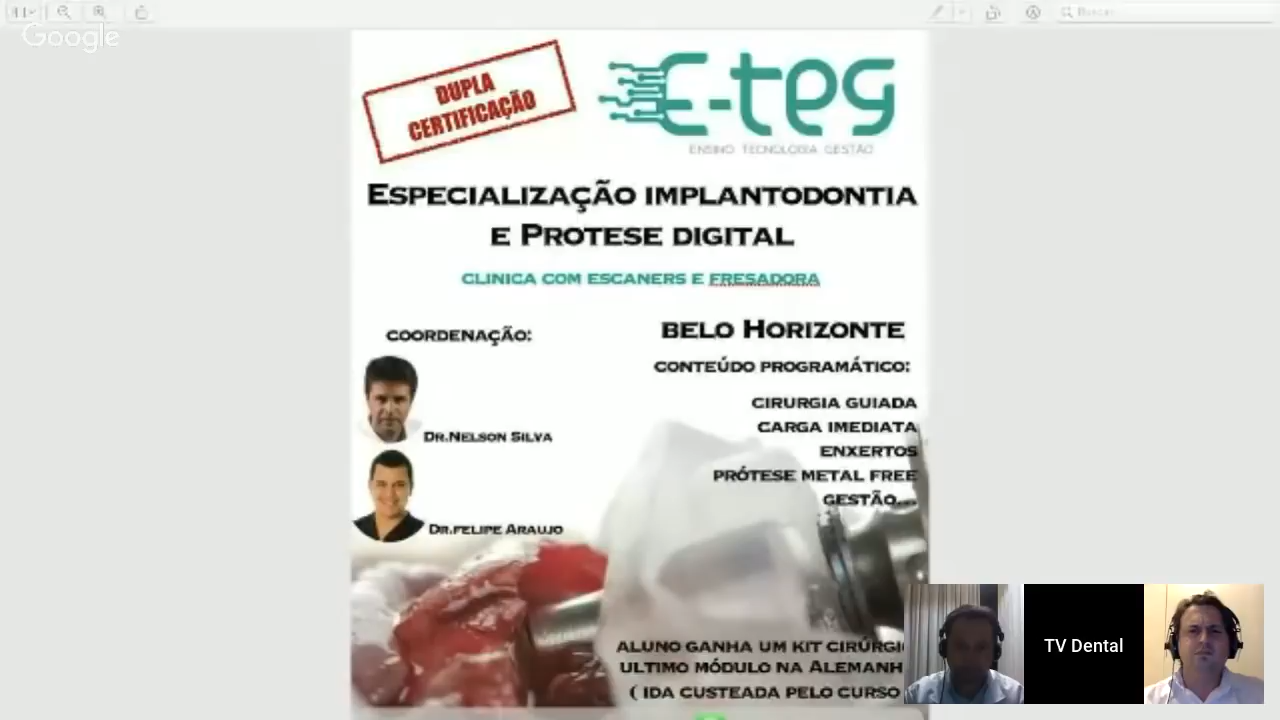 Buscar
Google
DUPLA
CERTIFICAÇÃO
E-teg
ENSINO TECNOLOGIA GESTÃO
ESPECIALIZAÇÃO IMPLANTODONTIA
E PROTESE DIGITAL
CLINICA COM ESCANERS E FRESADORA
COORDENAÇÃO:
DR.NELSON SILVA
DR.FELIPE ARAUJO
BELO HORIZONTE
CONTEÚDO PROGRAMÁTICO:
CIRURGIA GUIADA
CARGA IMEDIATA
ENXERTOS
PRÓTESE METAL FREE
GESTÃO...
ALUNO GANHA UM KIT CIRÚRGI
ULTIMO MÓDULO NA ALEMANH
( IDA CUSTEADA PELO CURSO
TV Dental